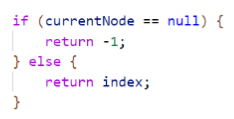 if (currentNode == null) {
    return -1;
} else {
    return index;
}